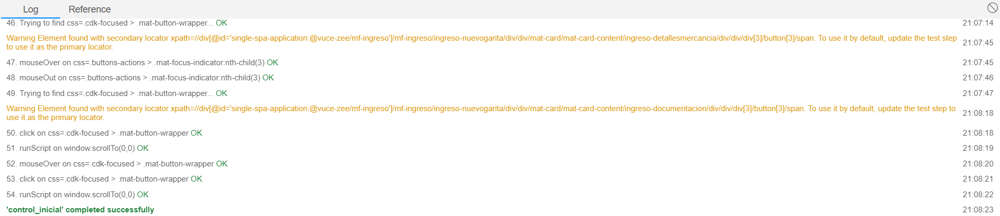 Log Reference
46. Trying to find css=.cdk-focused > .mat-button-wrapper... OK 21:07:14
Warning Element found with secondary locator xpath=//div[@id='single-spa-application:@vuce-zee/mf-ingreso']/mf-ingreso/ingreso-nuevogarita/div/div/mat-card/mat-card-content/ingreso-detallesmercancia/div/div/div[3]/button[3]/span. To use it by default, update the test step
to use it as the primary locator. 21:07:45
47. mouseOver on css=.buttons-actions > .mat-focus-indicator:nth-child(3) OK 21:07:45
48. mouseOut on css=.buttons-actions > .mat-focus-indicator:nth-child(3) OK 21:07:46
49. Trying to find css=.cdk-focused > .mat-button-wrapper... OK 21:07:47
Warning Element found with secondary locator xpath=//div[@id='single-spa-application:@vuce-zee/mf-ingreso']/mf-ingreso/ingreso-nuevogarita/div/div/mat-card/mat-card-content/ingreso-documentacion/div/div/div[3]/button[3]/span. To use it by default, update the test step to
use it as the primary locator. 21:08:18
50. click on css=.cdk-focused > .mat-button-wrapper OK 21:08:18
51. runScript on window.scrollTo(0,0) OK 21:08:19
52. mouseOver on css=.cdk-focused > .mat-button-wrapper OK 21:08:20
53. click on css=.cdk-focused > .mat-button-wrapper OK 21:08:21
54. runScript on window.scrollTo(0,0) OK 21:08:22
'control_inicial' completed successfully 21:08:23